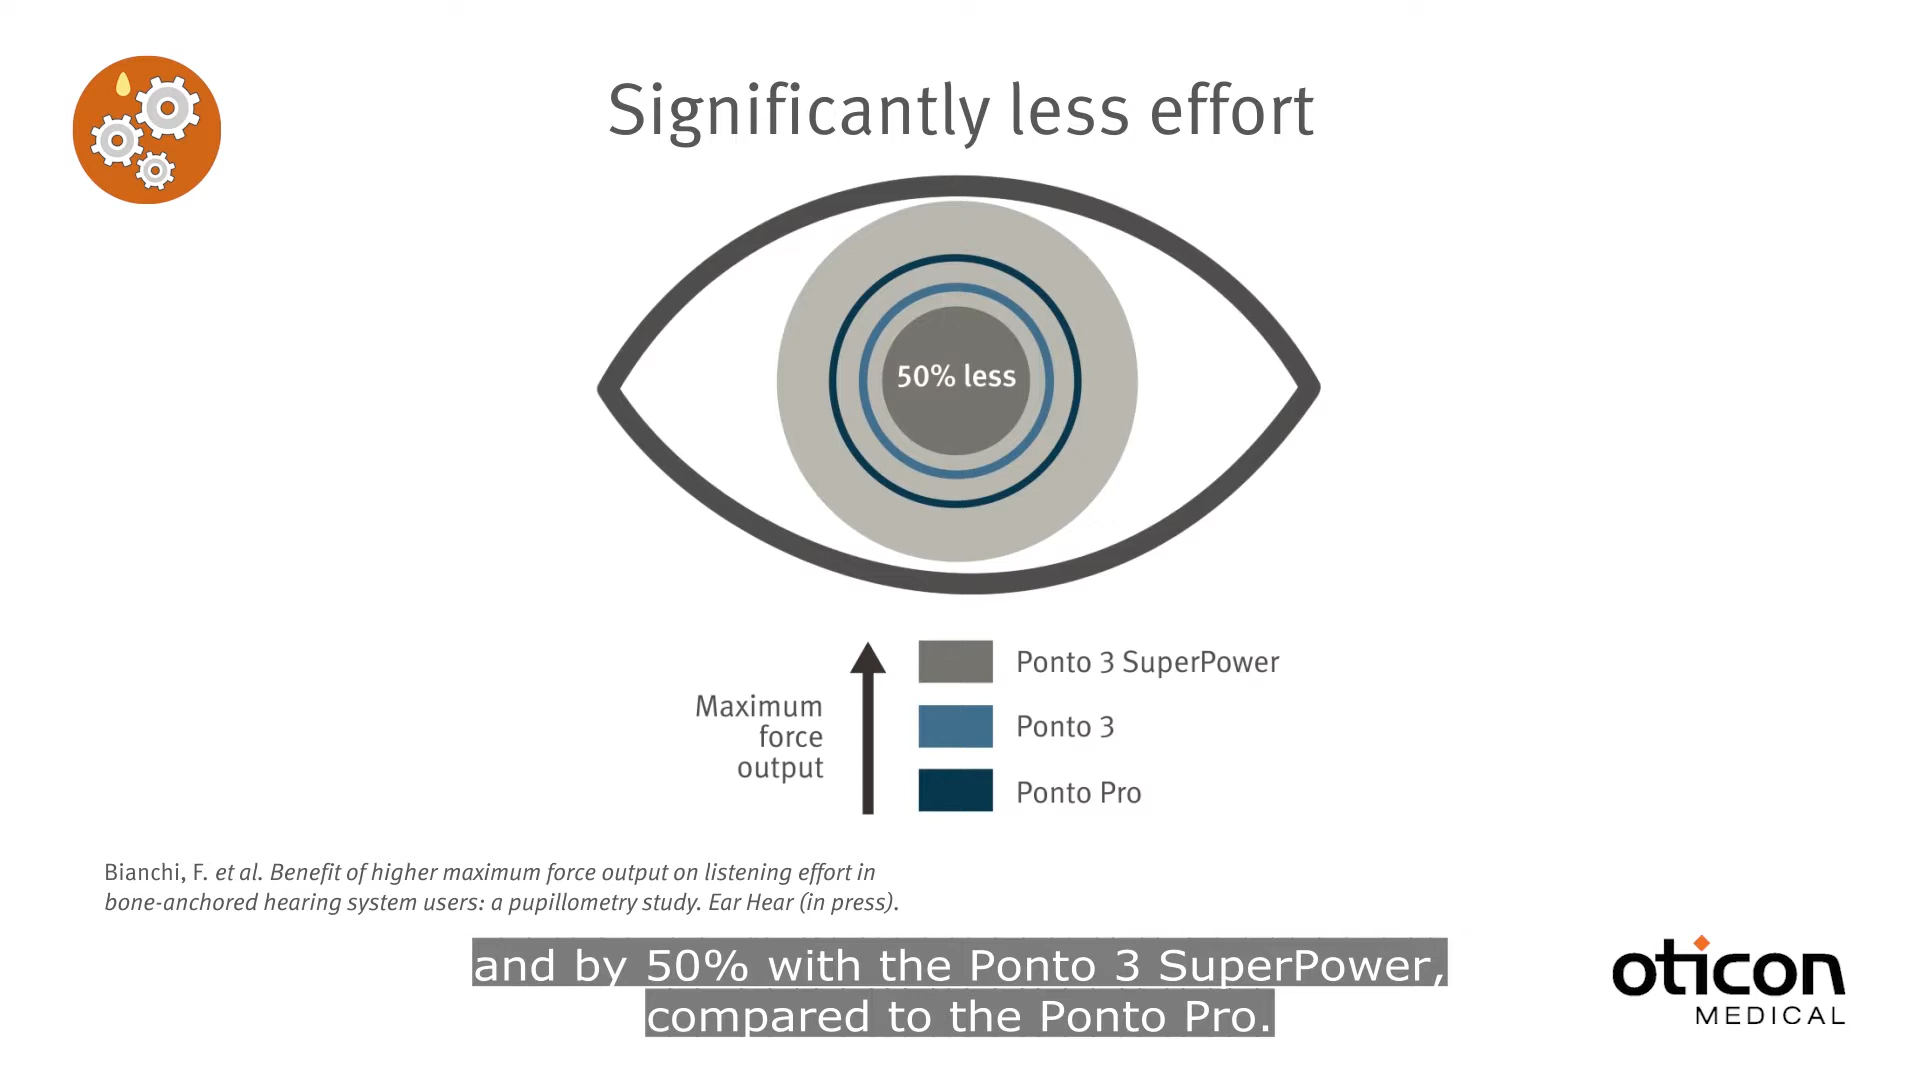 Significantly less effort
50% less
Ponto 3 SuperPower
Maximum
force
output
Ponto 3
Ponto Pro
Bianchi, F. et al. Benefit of higher maximum force output on listening effort in
bone-anchored hearing system users: a pupillometry study. Ear Hear (in press).
and by 50% with the Ponto 3 SuperPower,
compared to the Ponto Pro.
oticon
MEDICAL